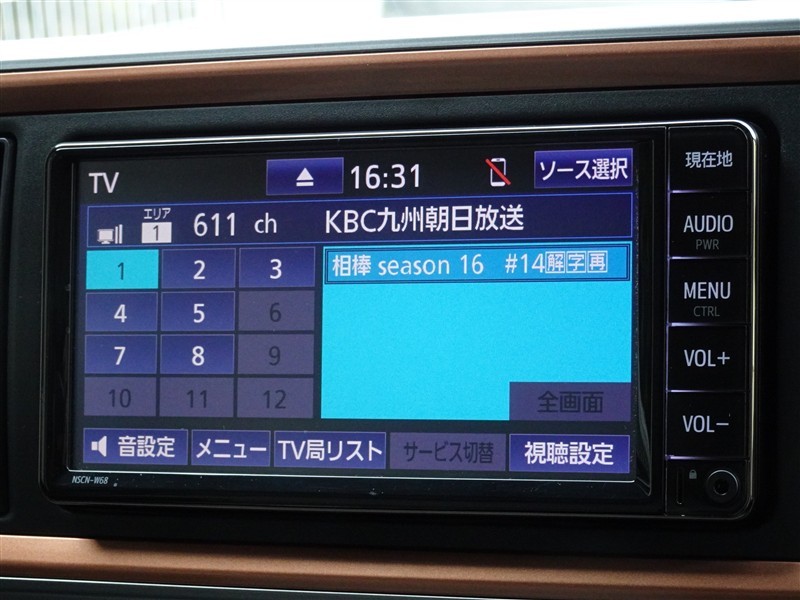 TV 16:31 ソース選択
エリア 1 611 ch KBC九州朝日放送
1 2 3
4 5 6
7 8 9
10 11 12
相棒 season 16 #14解字再
全画面
音設定 メニュー TV局リスト サービス切替 視聴設定
NSCN-W68
現在地
AUDIO
PWR
MENU
CTRL
VOL+
VOL-